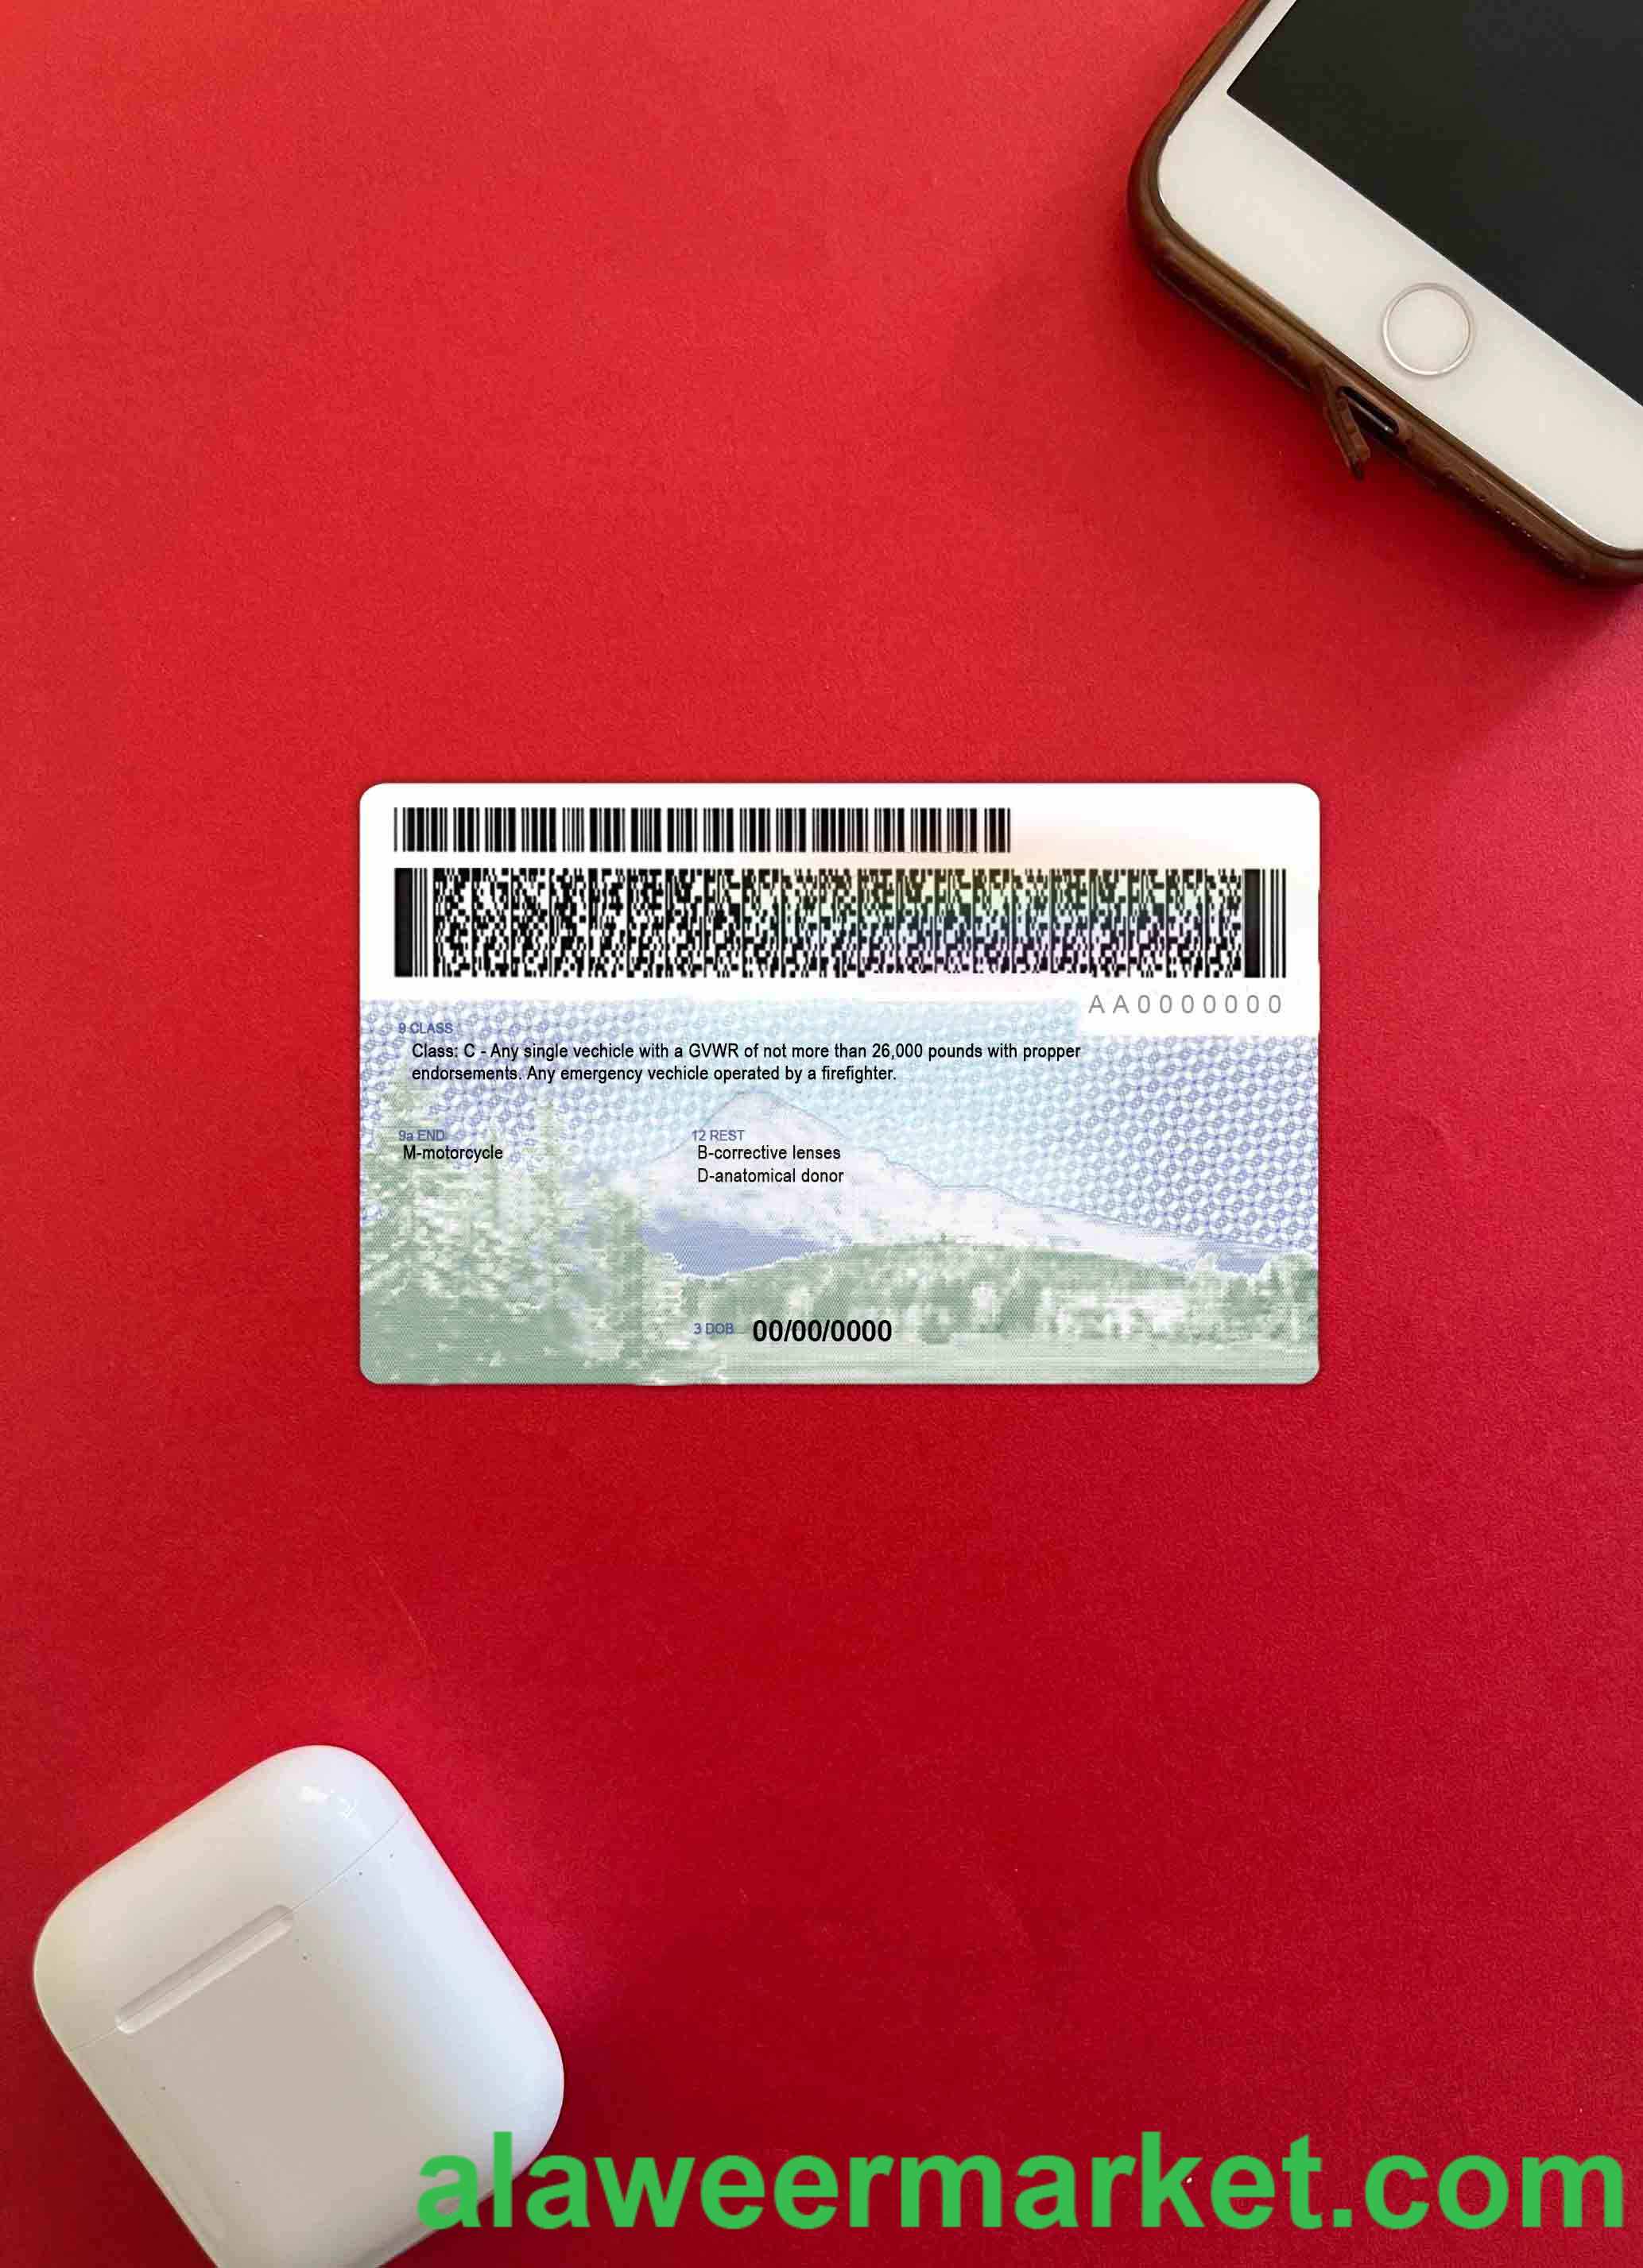 AA0000000
9 CLASS
Class: C - Any single vechicle with a GVWR of not more than 26,000 pounds with propper
endorsements. Any emergency vechicle operated by a firefighter.
9a END
12 REST
M-motorcycle
B-corrective lenses
D-anatomical donor
3 DOB 00/00/0000
alaweermarket.com